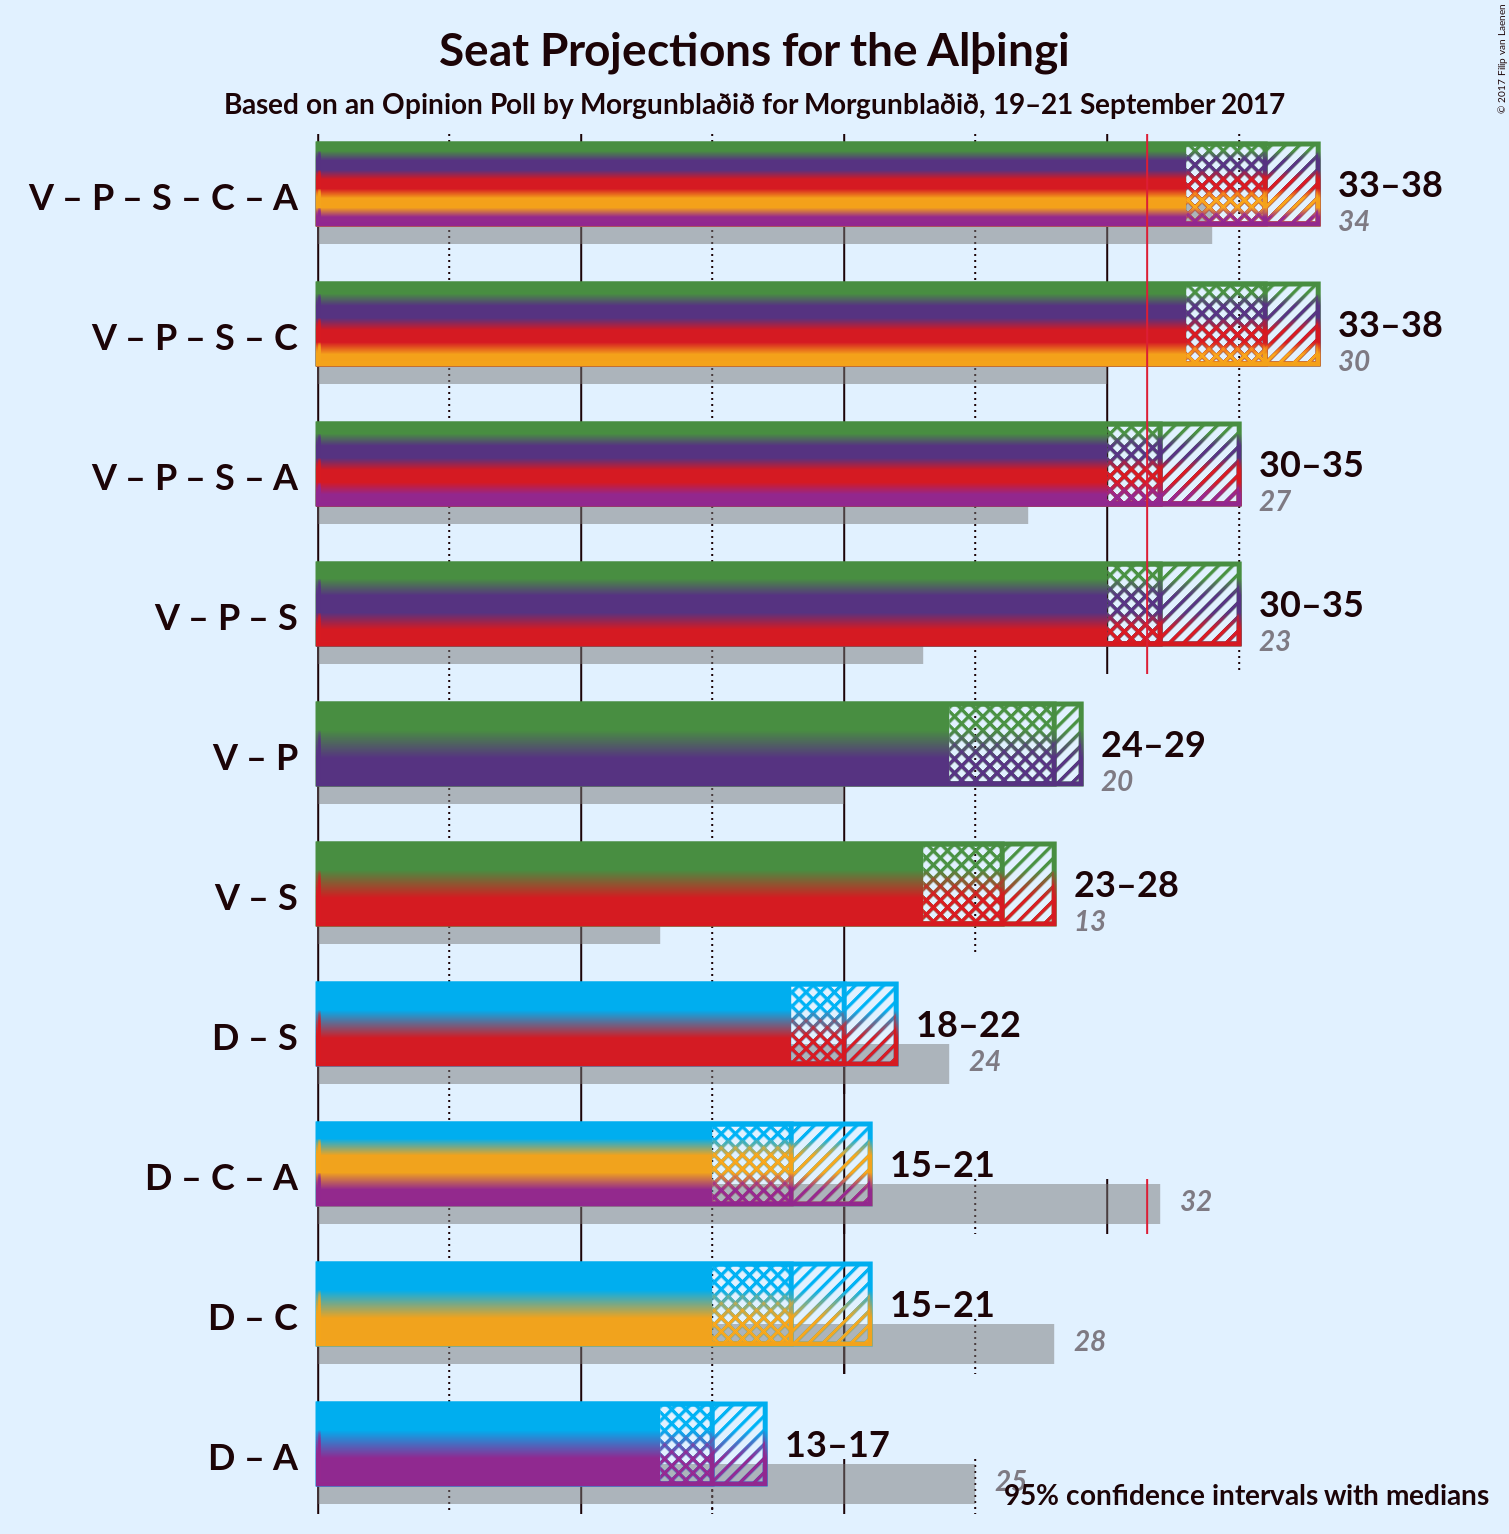 © 2017 Filip van Laenen
Seat Projections for the Alþingi
Based on an Opinion Poll by Morgunblaðið for Morgunblaðið, 19–21 September 2017
V – P – S – C – A
33–38
34
V – P – S – C
33–38
30
V – P – S – A
30–35
27
V – P – S
30–35
23
V – P
24–29
20
V – S
23–28
13
D – S
18–22
24
D – C – A
15–21
32
D – C
15–21
28
D – A
13–17
25
95% confidence intervals with medians